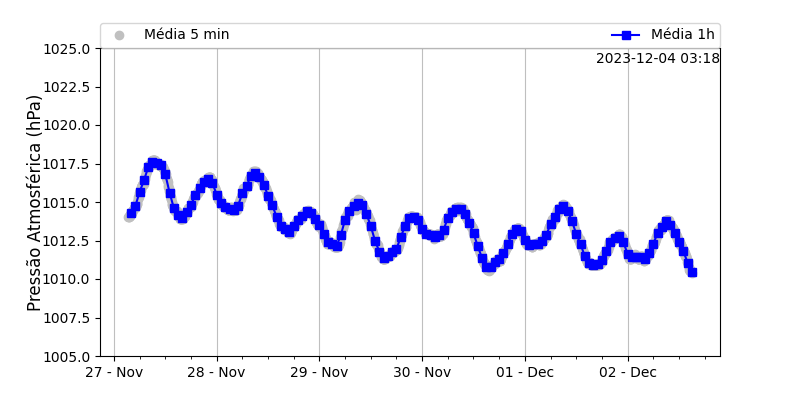 Média 5 min
Média 1h
2023-12-04 03:18
Pressão Atmosférica (hPa)
1025.0
1022.5
1020.0
1017.5
1015.0
1012.5
1010.0
1007.5
1005.0
27 - Nov
28 - Nov
29 - Nov
30 - Nov
01 - Dec
02 - Dec